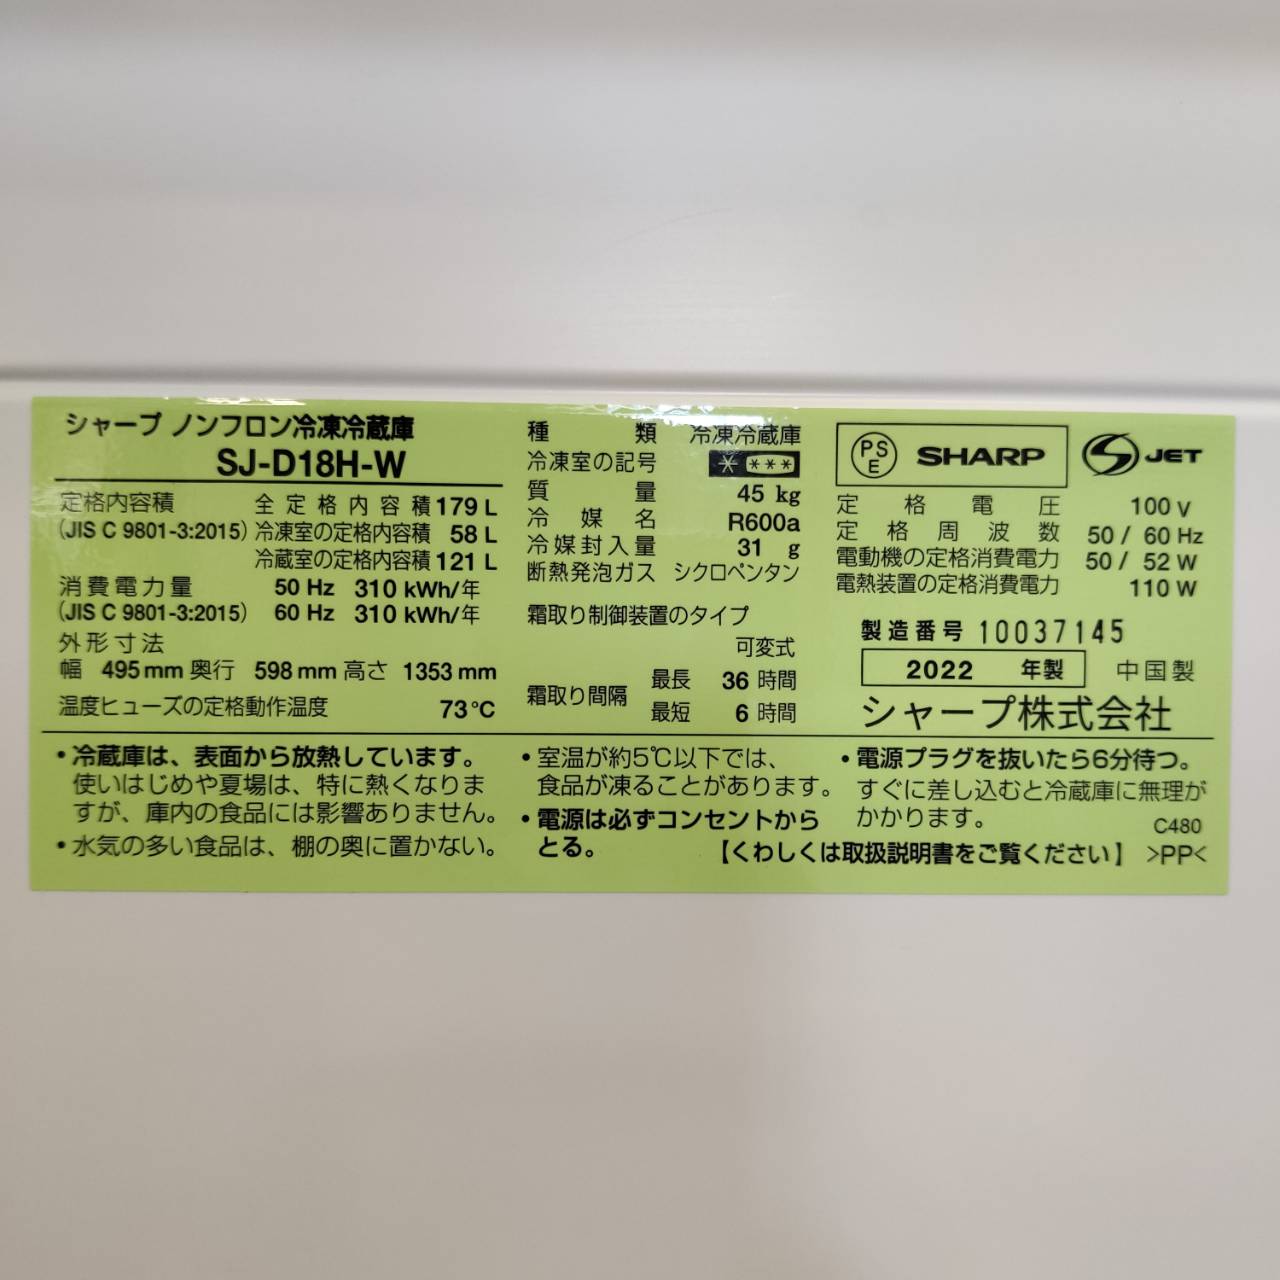 シャープ ノンフロン冷凍冷蔵庫
SJ-D18H-W
定格内容積 全定格内容積 179 L
(JIS C 9801-3:2015) 冷凍室の定格内容積 58 L
冷蔵室の定格内容積 121 L
消費電力量 50 Hz 310 kWh/年
(JIS C 9801-3:2015) 60 Hz 310 kWh/年
外形寸法
幅 495 mm 奥行 598 mm 高さ 1353 mm
温度ヒューズの定格動作温度 73℃
種類 冷凍冷蔵庫
冷凍室の記号 * ***
質量 45 kg
冷媒名 R600a
冷媒封入量 31 g
断熱発泡ガス シクロペンタン
霜取り制御装置のタイプ
可変式
霜取り間隔 最長 36 時間
最短 6 時間
PSE SHARP S JET
定格電圧 100 V
定格周波数 50 / 60 Hz
電動機の定格消費電力 50 / 52 W
電熱装置の定格消費電力 110 W
製造番号 10037145
2022 年製 中国製
シャープ株式会社
・冷蔵庫は、表面から放熱しています。
使いはじめや夏場は、特に熱くなりま
すが、庫内の食品には影響ありません。
・水気の多い食品は、棚の奥に置かない。
・室温が約5℃以下では、
食品が凍ることがあります。
・電源は必ずコンセントから
とる。
・電源プラグを抜いたら6分待つ。
すぐに差し込むと冷蔵庫に無理が
かかります。
C480
【くわしくは取扱説明書をご覧ください】 >PP<